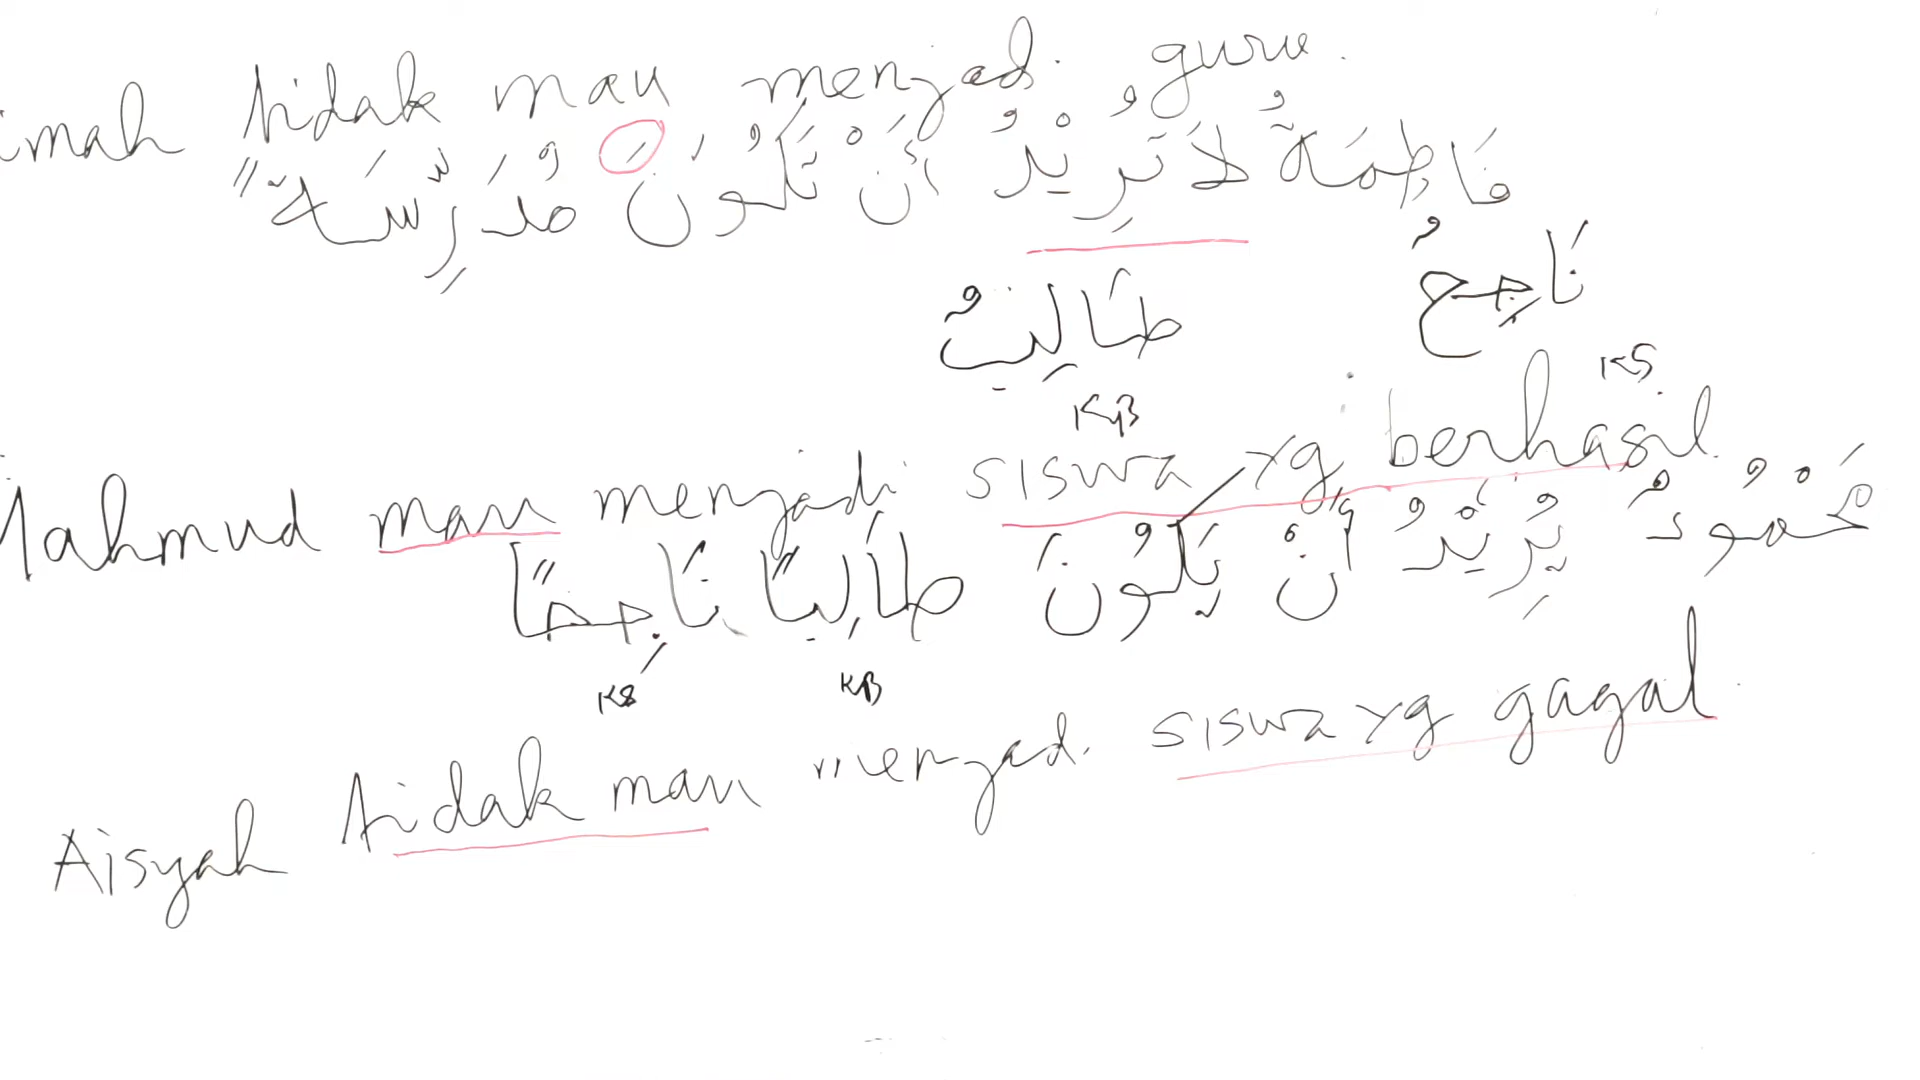 imah tidak mau menjadi guru.
فَاطِمَةُ لَا تُرِيْدُ أَنْ تَكُوْنَ مُدَرِّسَةً
نَاجِحٌ
طَالِبٌ
KS
KB
Mahmud mau menjadi siswa yg berhasil.
مَحْمُوْدٌ يُرِيْدُ أَنْ يَكُوْنَ طَالِبًا نَاجِحًا
KS KB
Aisyah tidak mau menjadi siswa yg gagal